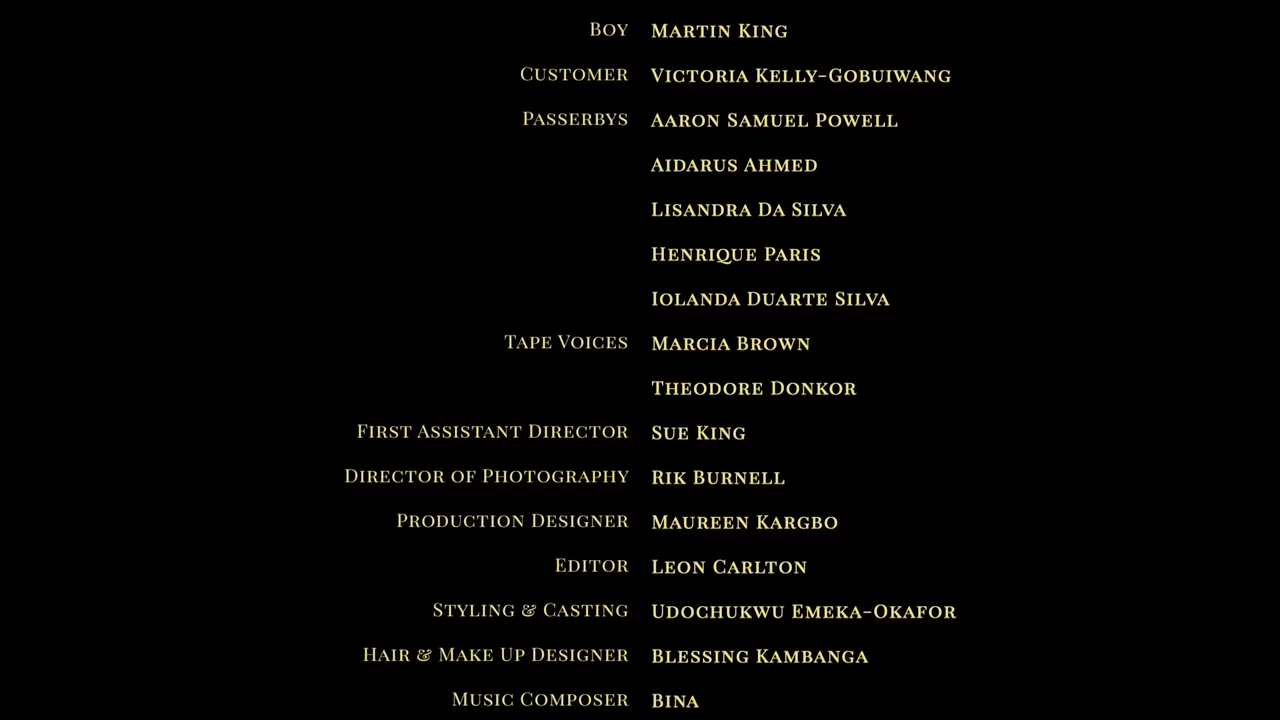 Boy Martin King
Customer Victoria Kelly-Gobuiwang
Passerbys Aaron Samuel Powell
Aidarus Ahmed
Lisandra Da Silva
Henrique Paris
Iolanda Duarte Silva
Tape Voices Marcia Brown
Theodore Donkor
First Assistant Director Sue King
Director of Photography Rik Burnell
Production Designer Maureen Kargbo
Editor Leon Carlton
Styling & Casting Udochukwu Emeka-Okafor
Hair & Make Up Designer Blessing Kambanga
Music Composer Bina